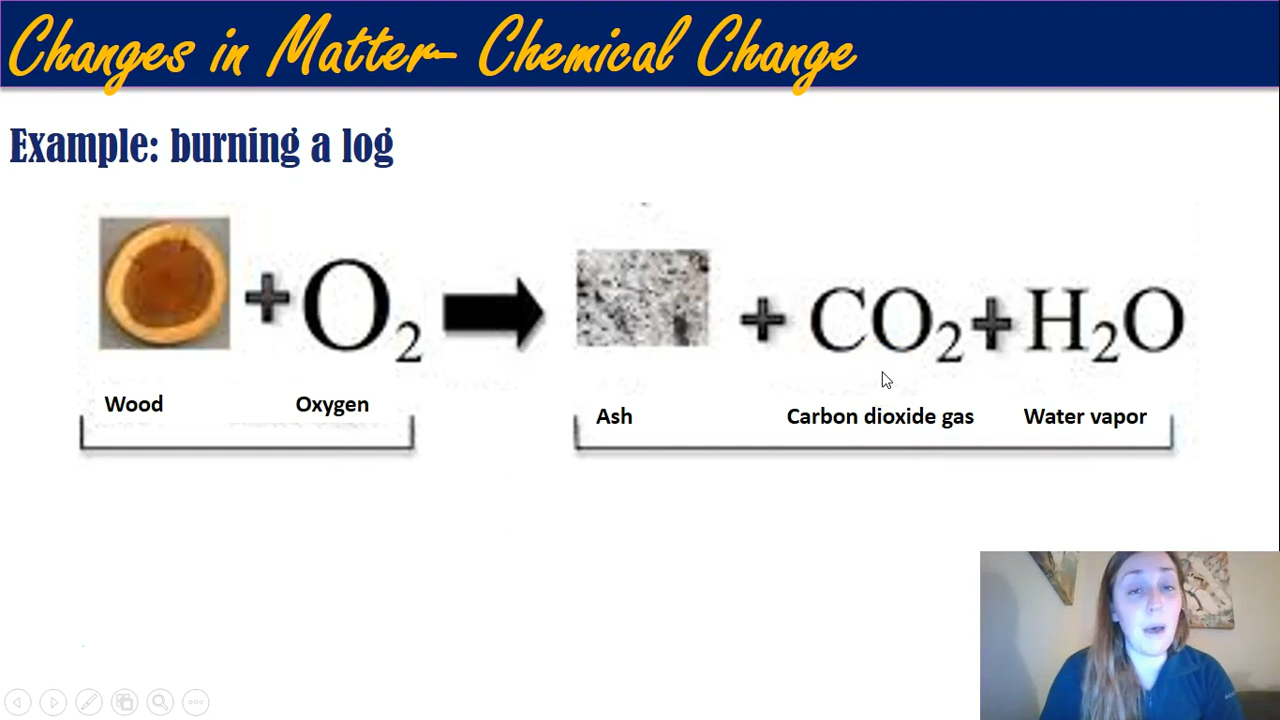 Changes in Matter- Chemical Change
Example: burning a log
+ O2 + CO2 + H2O
Wood Oxygen Ash Carbon dioxide gas Water vapor